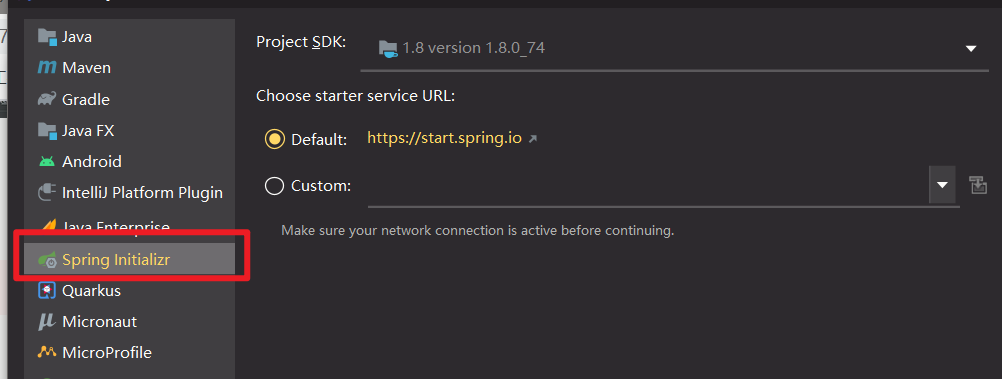 Java
Maven
Gradle
Java FX
Android
IntelliJ Platform Plugin
Java Enterprise
Spring Initializr
Quarkus
Micronaut
MicroProfile
Project SDK:
1.8 version 1.8.0_74
Choose starter service URL:
Default: https://start.spring.io
Custom:
Make sure your network connection is active before continuing.